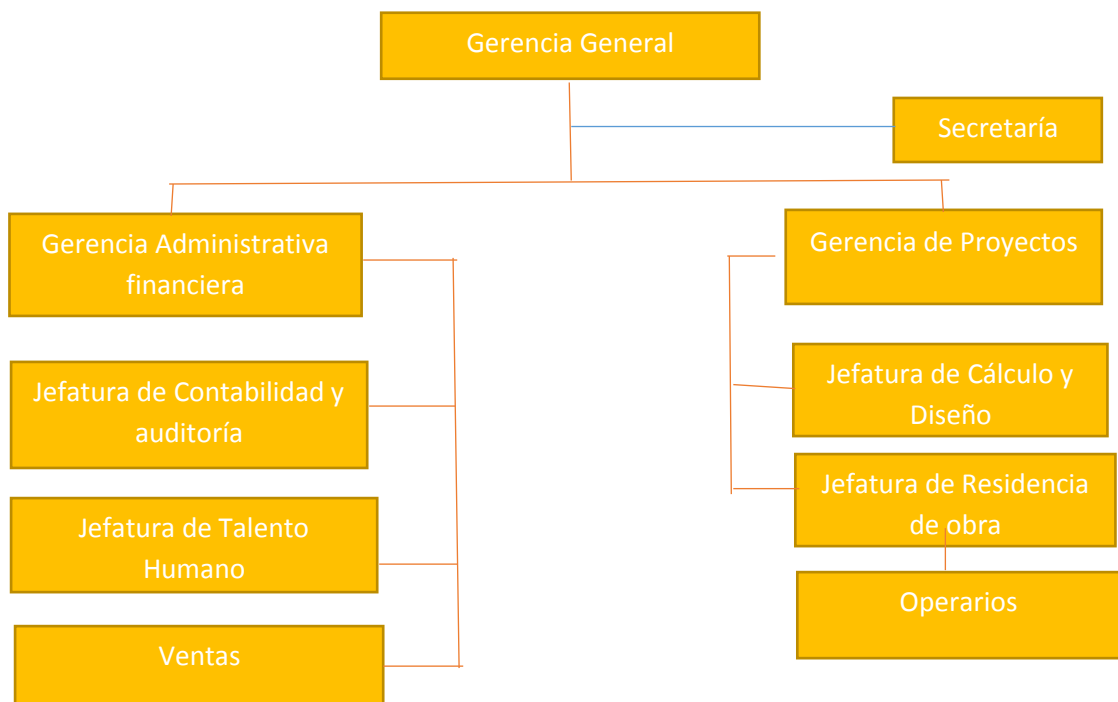 Gerencia General
Secretaría
Gerencia Administrativa
financiera
Gerencia de Proyectos
Jefatura de Contabilidad y
auditoría
Jefatura de Cálculo y
Diseño
Jefatura de Talento
Humano
Jefatura de Residencia
de obra
Ventas
Operarios